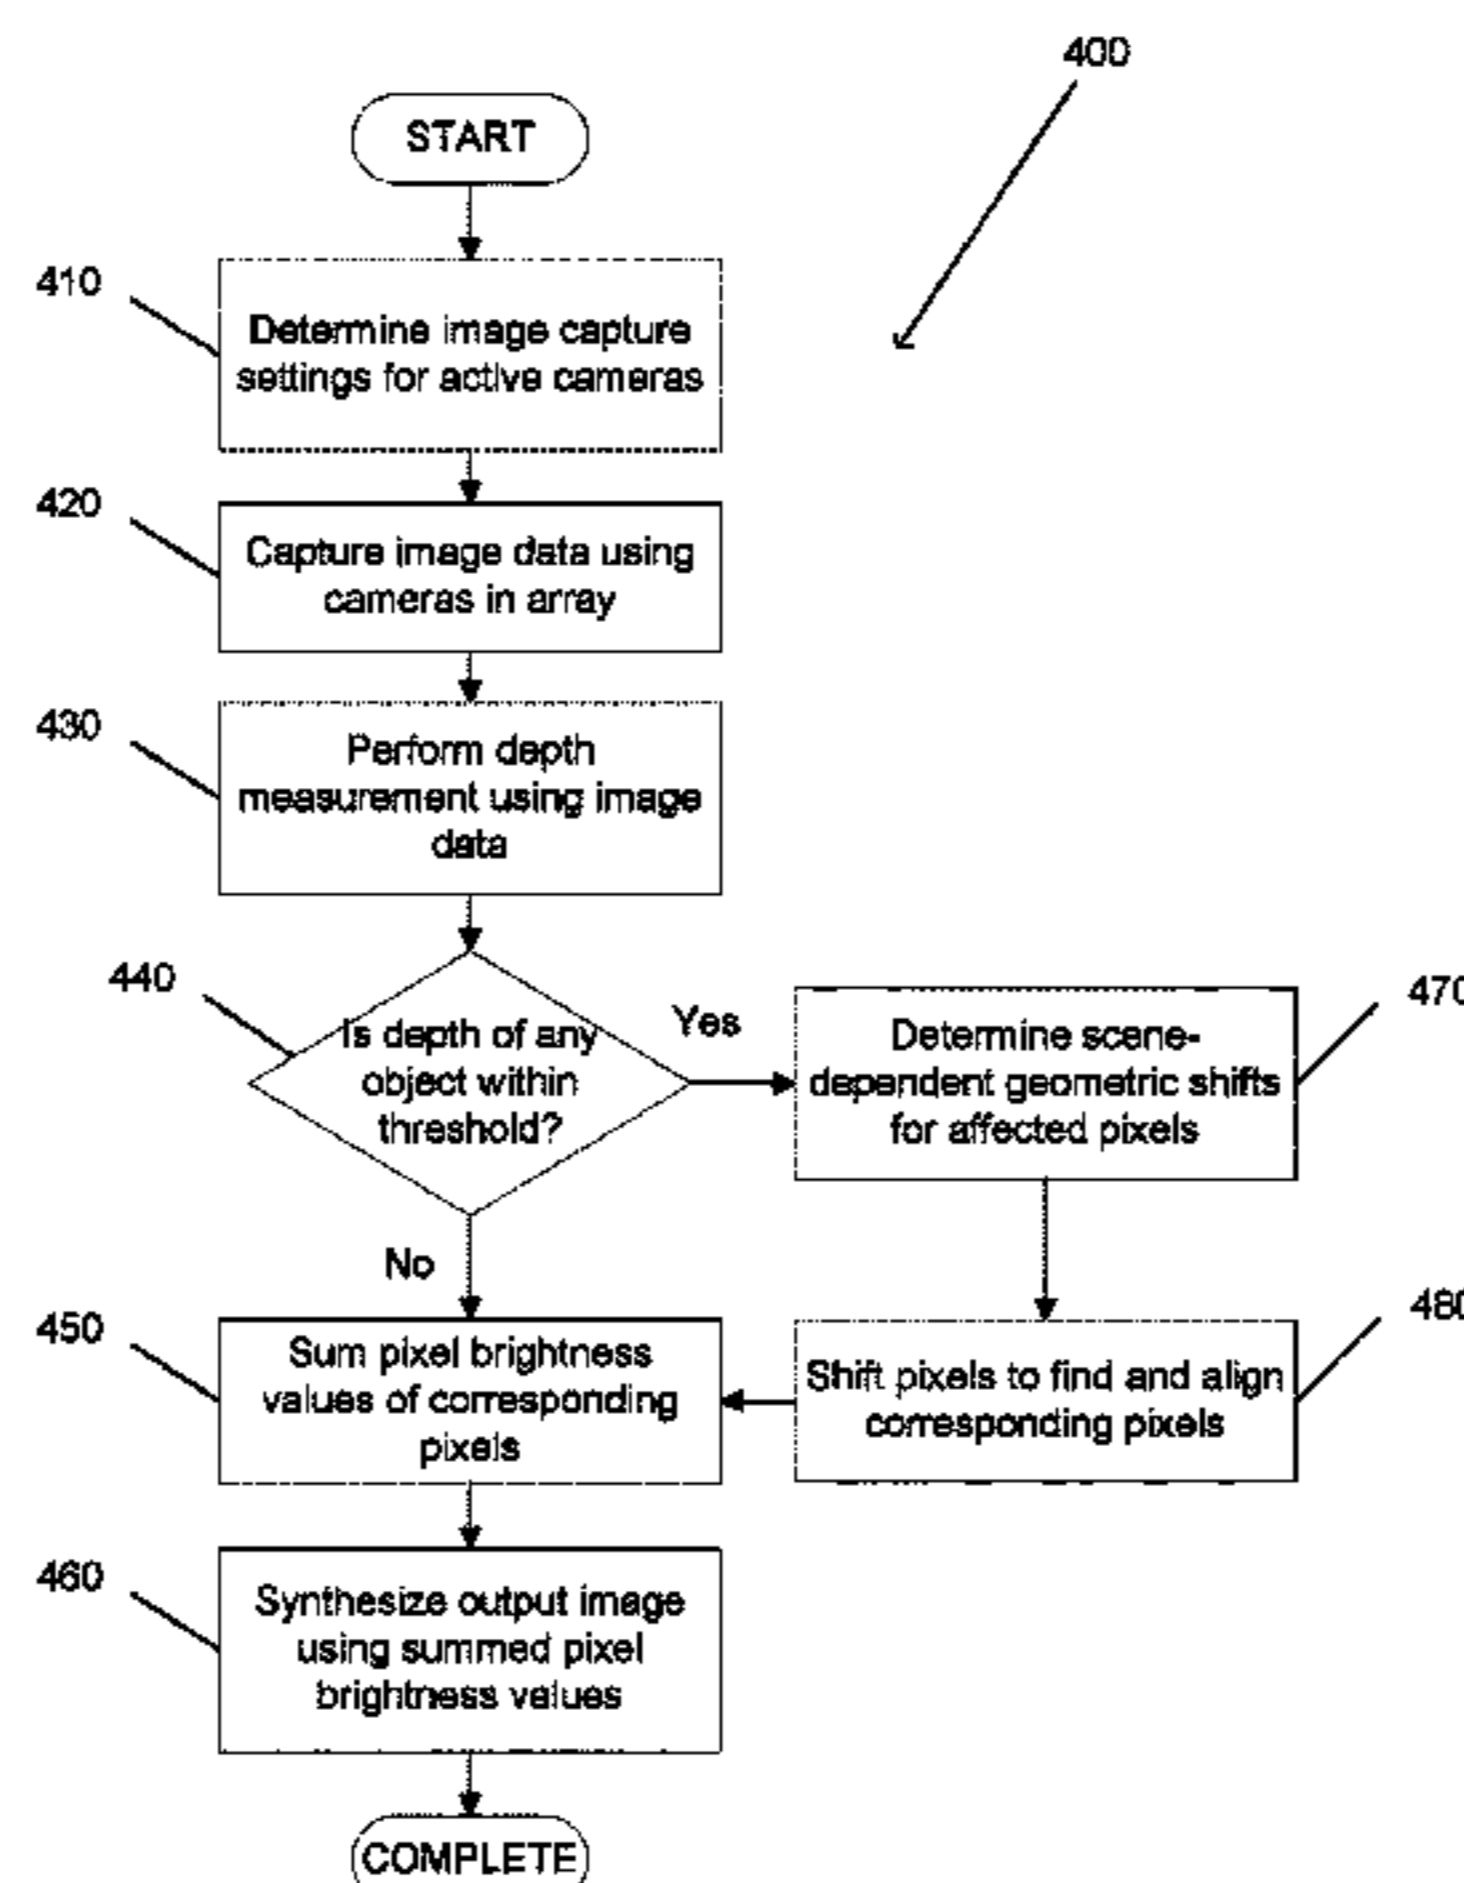 400
START
410
Determine image capture
settings for active cameras
420
Capture image data using
cameras in array
430
Perform depth
measurement using image
data
440
Is depth of any
object within
threshold?
Yes
470
Determine scene-
dependent geometric shifts
for affected pixels
No
450
Sum pixel brightness
values of corresponding
pixels
480
Shift pixels to find and align
corresponding pixels
460
Synthesize output image
using summed pixel
brightness values
COMPLETE